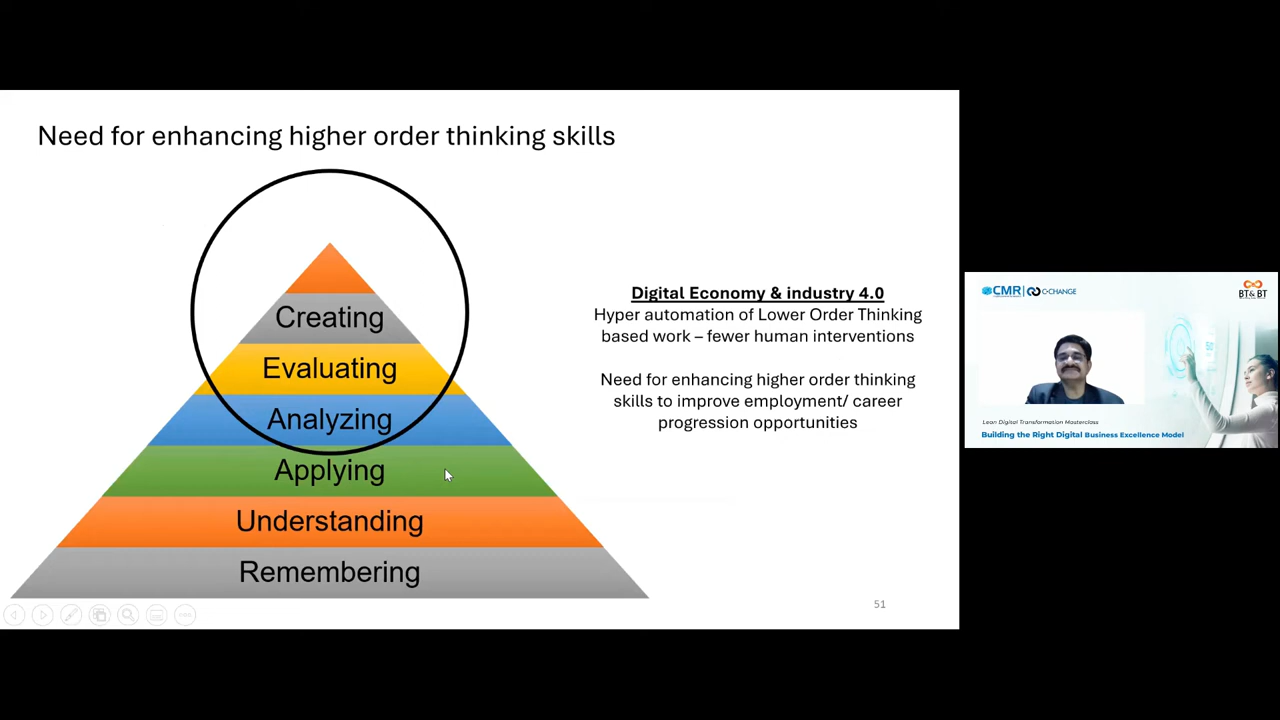 Need for enhancing higher order thinking skills
Creating
Evaluating
Analyzing
Applying
Understanding
Remembering
Digital Economy & industry 4.0
Hyper automation of Lower Order Thinking
based work – fewer human interventions
Need for enhancing higher order thinking
skills to improve employment/ career
progression opportunities
51
CMR
C-CHANGE
BT&BT
Lean Digital Transformation Masterclass
Building the Right Digital Business Excellence Model